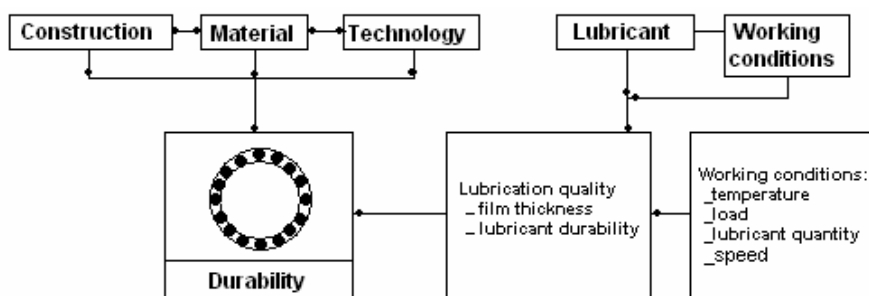 Construction
Material
Technology
Lubricant
Working
conditions
Durability
Lubrication quality
_ film thickness
_ lubricant durability
Working conditions:
_temperature
_load
_lubricant quantity
_speed